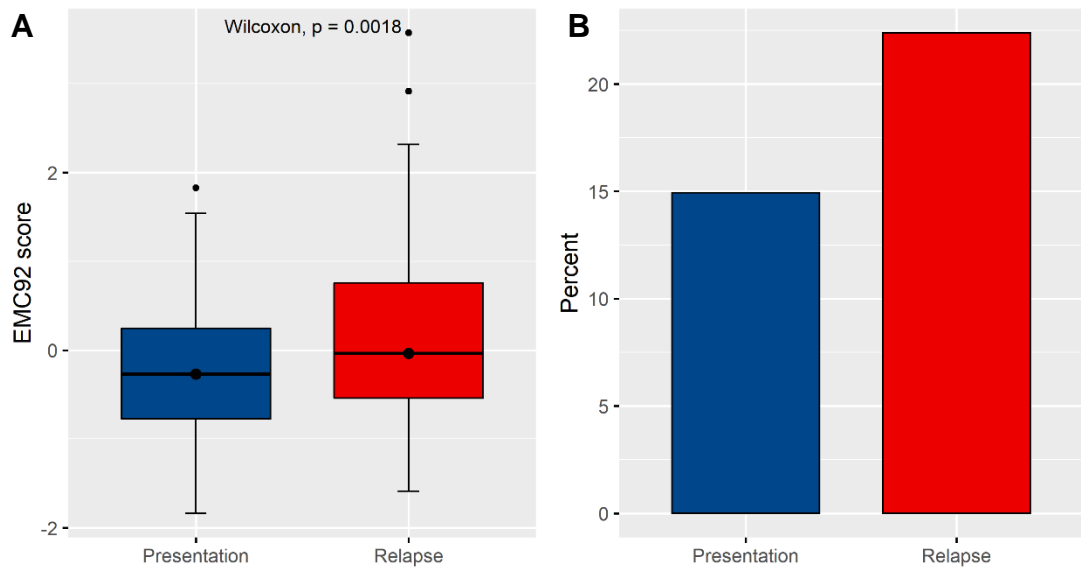 A
Wilcoxon, p = 0.0018
EMC92 score
2
0
-2
Presentation
Relapse
B
Percent
20
15
10
5
0
Presentation
Relapse